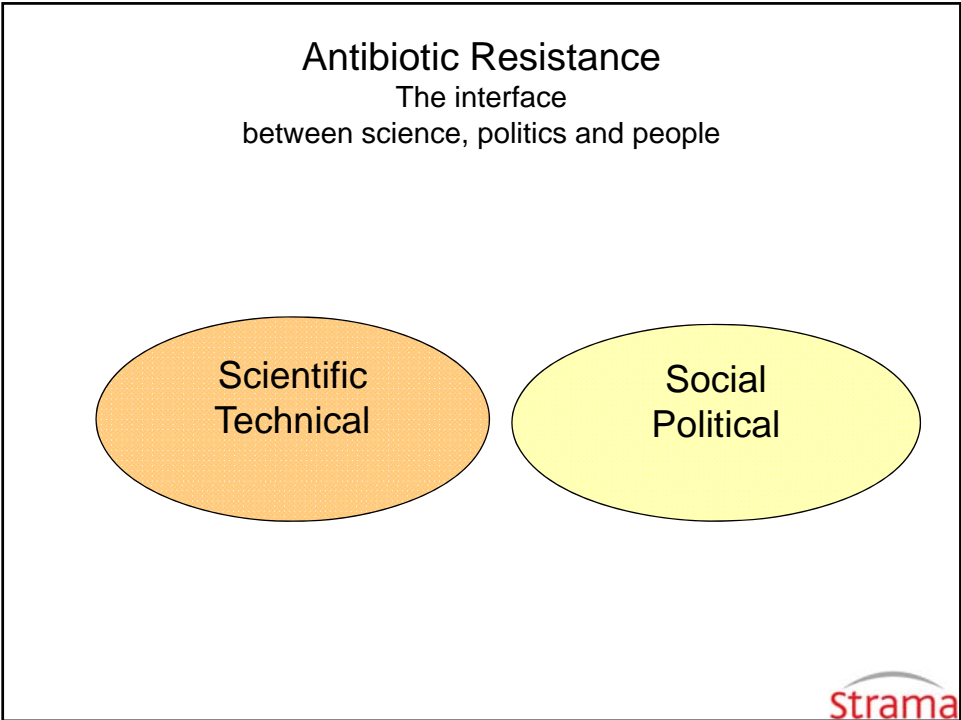 Antibiotic Resistance
The interface
between science, politics and people
Scientific
Technical
Social
Political
strama